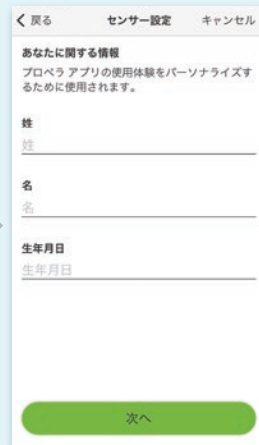 戻る センサー設定 キャンセル
あなたに関する情報
プロペラ アプリの使用体験をパーソナライズす
るために使用されます。
姓
姓
名
名
生年月日
生年月日
次へ